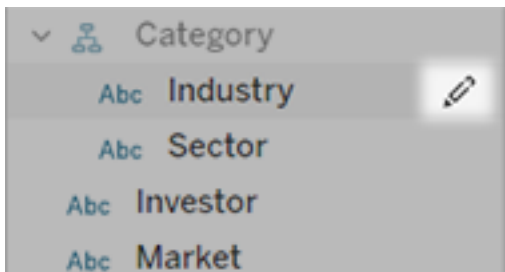 Category
Abc Industry
Abc Sector
Abc Investor
Abc Market